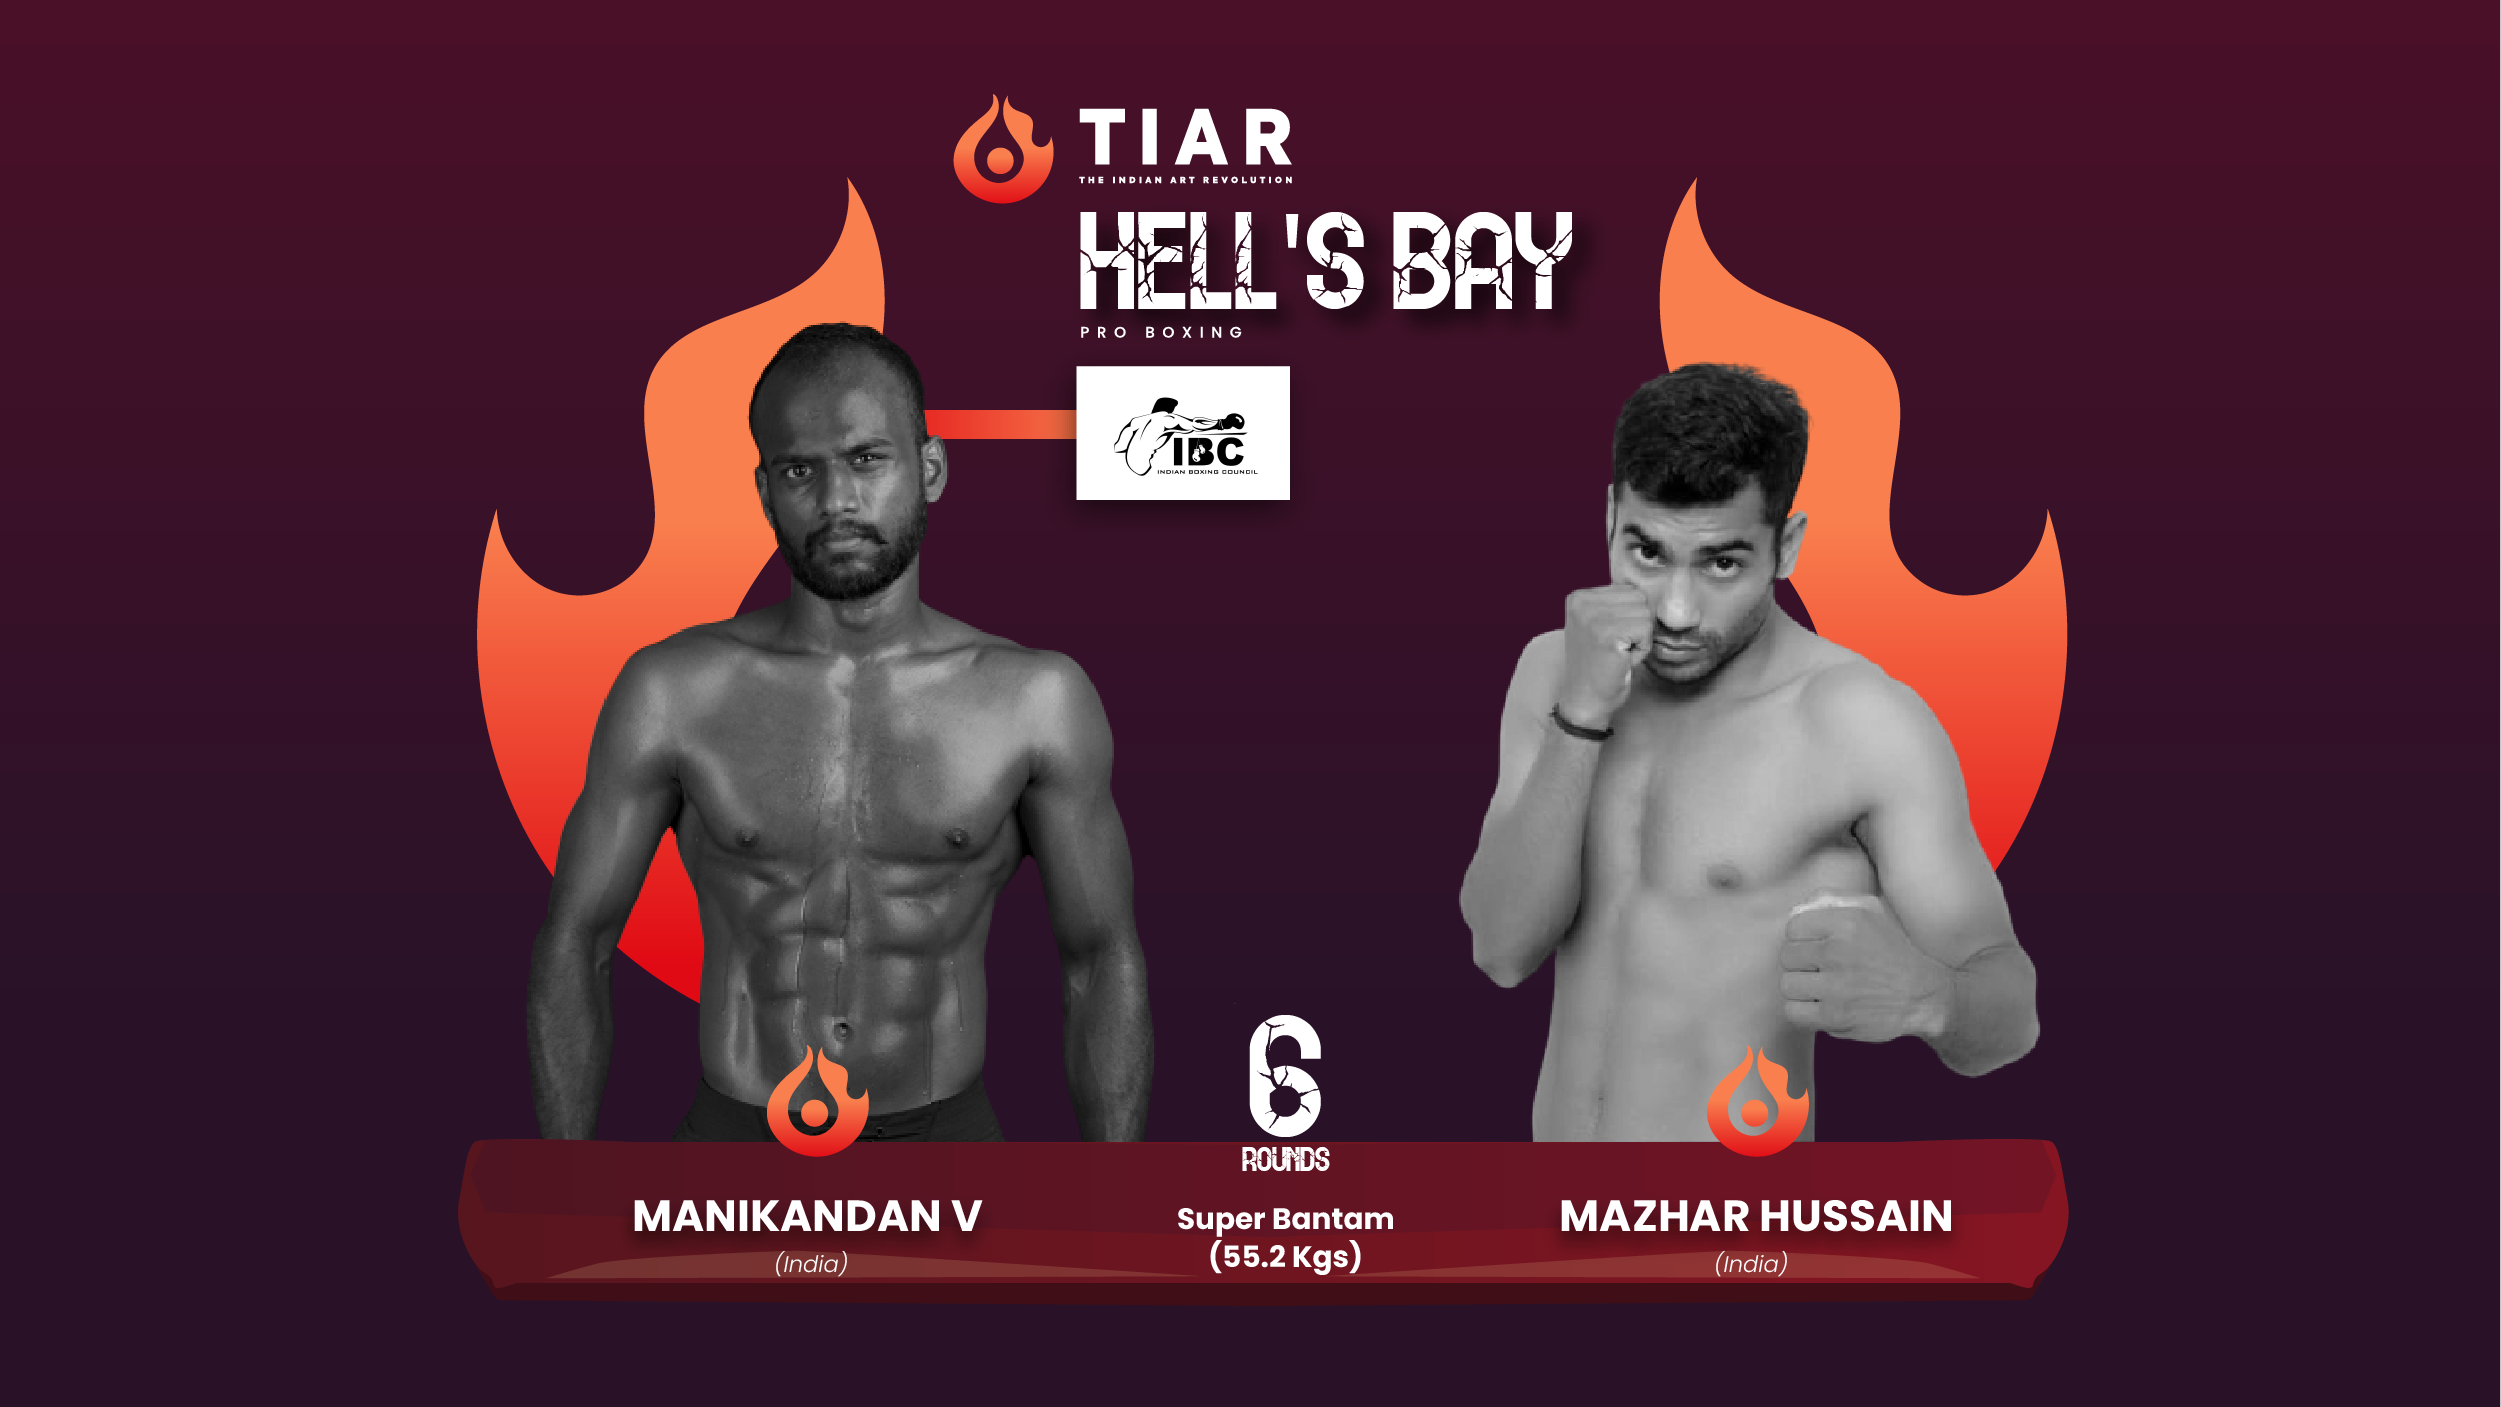 TIAR
THE INDIAN ART REVOLUTION
HELL'S BAY
PRO BOXING
IBC
INDIAN BOXING COUNCIL
6
ROUNDS
MANIKANDAN V
(India)
Super Bantam
(55.2 Kgs)
MAZHAR HUSSAIN
(India)